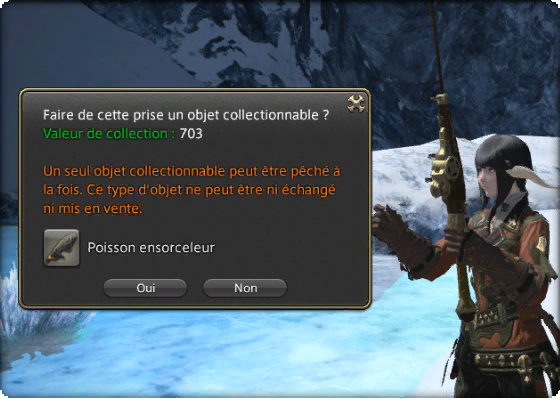 Faire de cette prise un objet collectionnable ?
Valeur de collection : 703
Un seul objet collectionnable peut être pêché à
la fois. Ce type d'objet ne peut être ni échangé
ni mis en vente.
Poisson ensorceleur
Oui
Non